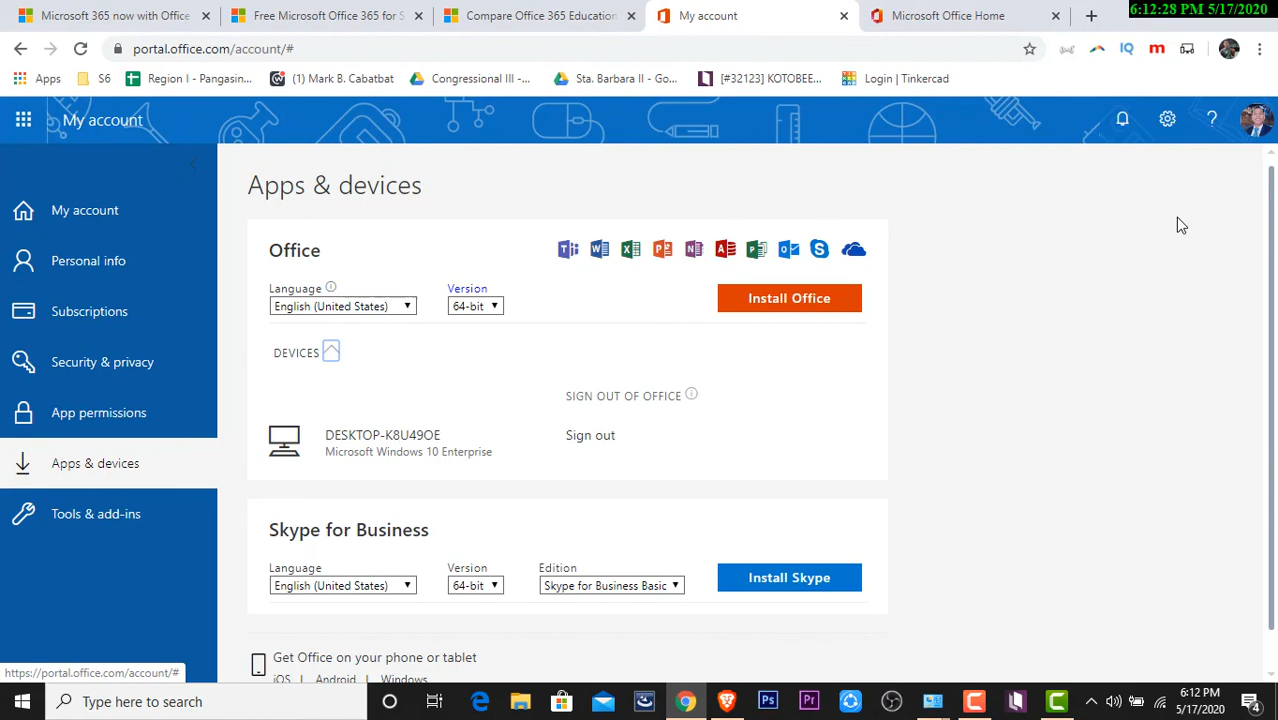 Microsoft 365 now with Office
Free Microsoft Office 365 for S
Compare Office 365 Education
My account
Microsoft Office Home
6:12:28 PM 5/17/2020
portal.office.com/account/#
Apps
S6
Region I - Pangasin...
(1) Mark B. Cabatbat
Congressional III -...
Sta. Barbara II - Go...
[#32123] KOTOBEE...
Login | Tinkercad
My account
My account
Personal info
Subscriptions
Security & privacy
App permissions
Apps & devices
Tools & add-ins
https://portal.office.com/account/#
Apps & devices
Office
Language
Version
English (United States)
64-bit
Install Office
DEVICES
SIGN OUT OF OFFICE
DESKTOP-K8U49OE
Sign out
Microsoft Windows 10 Enterprise
Skype for Business
Language
Version
Edition
English (United States)
64-bit
Skype for Business Basic
Install Skype
Get Office on your phone or tablet
iOS | Android | Windows
Type here to search
6:12 PM
5/17/2020
4